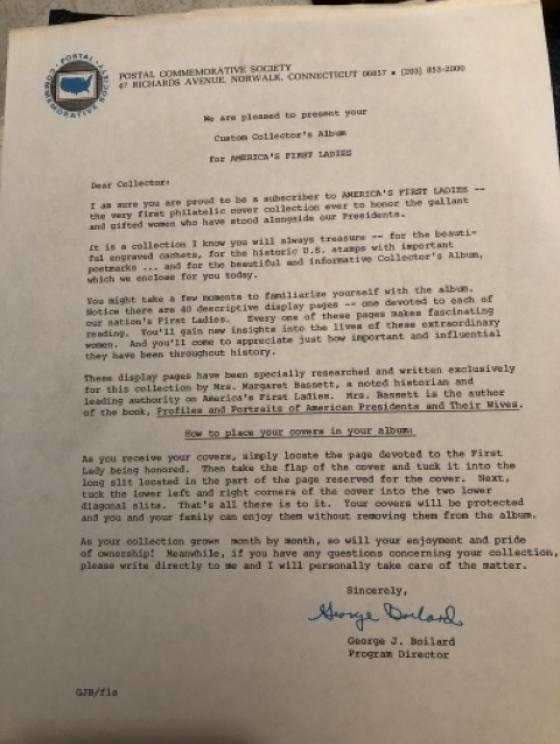 POSTAL
COMMEMORATIVE SOCIETY
POSTAL COMMEMORATIVE SOCIETY
47 RICHARDS AVENUE, NORWALK, CONNECTICUT 06857 • (203) 853-2000
We are pleased to present your
Custom Collector's Album
for AMERICA'S FIRST LADIES
Dear Collector:
I am sure you are proud to be a subscriber to AMERICA'S FIRST LADIES --
the very first philatelic cover collection ever to honor the gallant
and gifted women who have stood alongside our Presidents.
It is a collection I know you will always treasure -- for the beauti-
ful engraved cachets, for the historic U.S. stamps with important
postmarks ... and for the beautiful and informative Collector's Album,
which we enclose for you today.
You might take a few moments to familiarize yourself with the album.
Notice there are 40 descriptive display pages -- one devoted to each of
our nation's First Ladies. Every one of these pages makes fascinating
reading. You'll gain new insights into the lives of these extraordinary
women. And you'll come to appreciate just how important and influential
they have been throughout history.
These display pages have been specially researched and written exclusively
for this collection by Mrs. Margaret Bassett, a noted historian and
leading authority on America's First Ladies. Mrs. Bassett is the author
of the book, Profiles and Portraits of American Presidents and Their Wives.
How to place your covers in your album:
As you receive your covers, simply locate the page devoted to the First
Lady being honored. Then take the flap of the cover and tuck it into the
long slit located in the part of the page reserved for the cover. Next,
tuck the lower left and right corners of the cover into the two lower
diagonal slits. That's all there is to it. Your covers will be protected
and you and your family can enjoy them without removing them from the album.
As your collection grows month by month, so will your enjoyment and pride
of ownership! Meanwhile, if you have any questions concerning your collection,
please write directly to me and I will personally take care of the matter.
Sincerely,
George Boilard
George J. Boilard
Program Director
GJB/fla